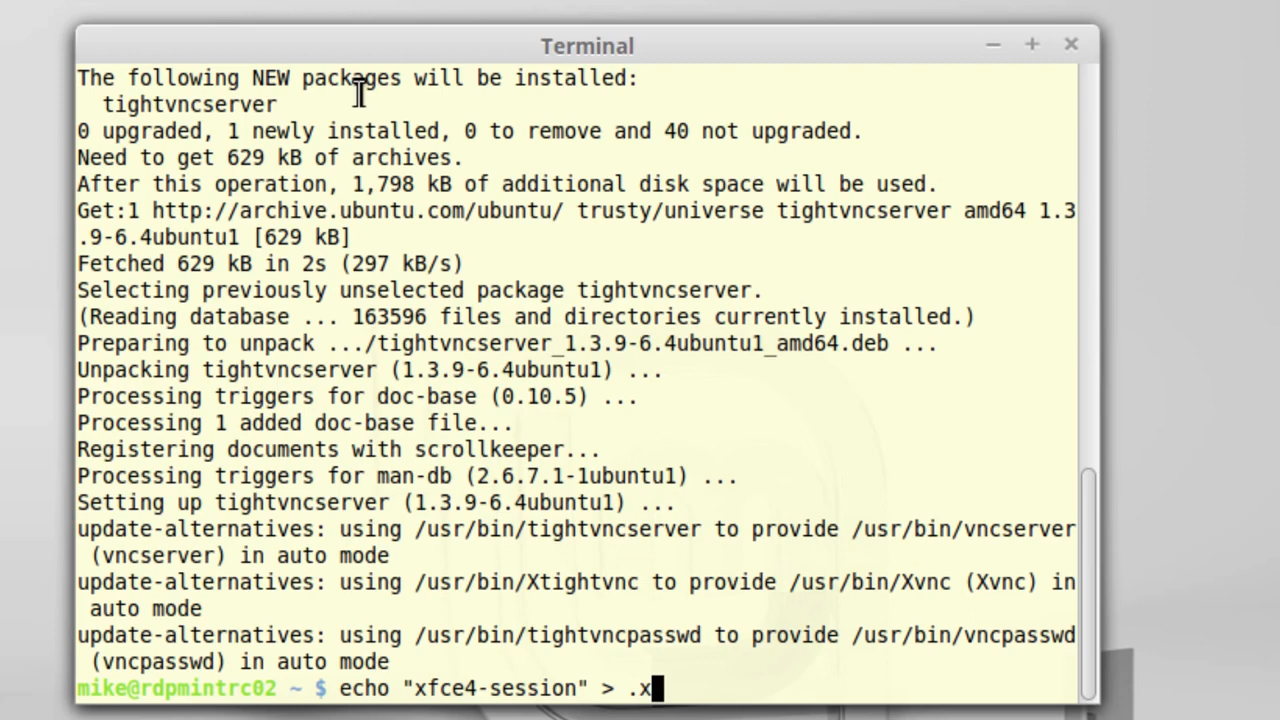 Terminal
The following NEW packages will be installed:
  tightvncserver
0 upgraded, 1 newly installed, 0 to remove and 40 not upgraded.
Need to get 629 kB of archives.
After this operation, 1,798 kB of additional disk space will be used.
Get:1 http://archive.ubuntu.com/ubuntu/ trusty/universe tightvncserver amd64 1.3
.9-6.4ubuntu1 [629 kB]
Fetched 629 kB in 2s (297 kB/s)
Selecting previously unselected package tightvncserver.
(Reading database ... 163596 files and directories currently installed.)
Preparing to unpack .../tightvncserver_1.3.9-6.4ubuntu1_amd64.deb ...
Unpacking tightvncserver (1.3.9-6.4ubuntu1) ...
Processing triggers for doc-base (0.10.5) ...
Processing 1 added doc-base file...
Registering documents with scrollkeeper...
Processing triggers for man-db (2.6.7.1-1ubuntu1) ...
Setting up tightvncserver (1.3.9-6.4ubuntu1) ...
update-alternatives: using /usr/bin/tightvncserver to provide /usr/bin/vncserver
 (vncserver) in auto mode
update-alternatives: using /usr/bin/Xtightvnc to provide /usr/bin/Xvnc (Xvnc) in
 auto mode
update-alternatives: using /usr/bin/tightvncpasswd to provide /usr/bin/vncpasswd
 (vncpasswd) in auto mode
mike@rdpmintrc02 ~ $ echo "xfce4-session" > .x